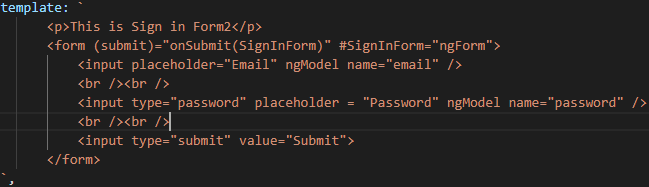 template: `
<p>This is Sign in Form2</p>
<form (submit)="onSubmit(SignInForm)" #SignInForm="ngForm">
<input placeholder="Email" ngModel name="email" />
<br /><br />
<input type="password" placeholder = "Password" ngModel name="password" />
<br /><br />
<input type="submit" value="Submit">
</form>
`,